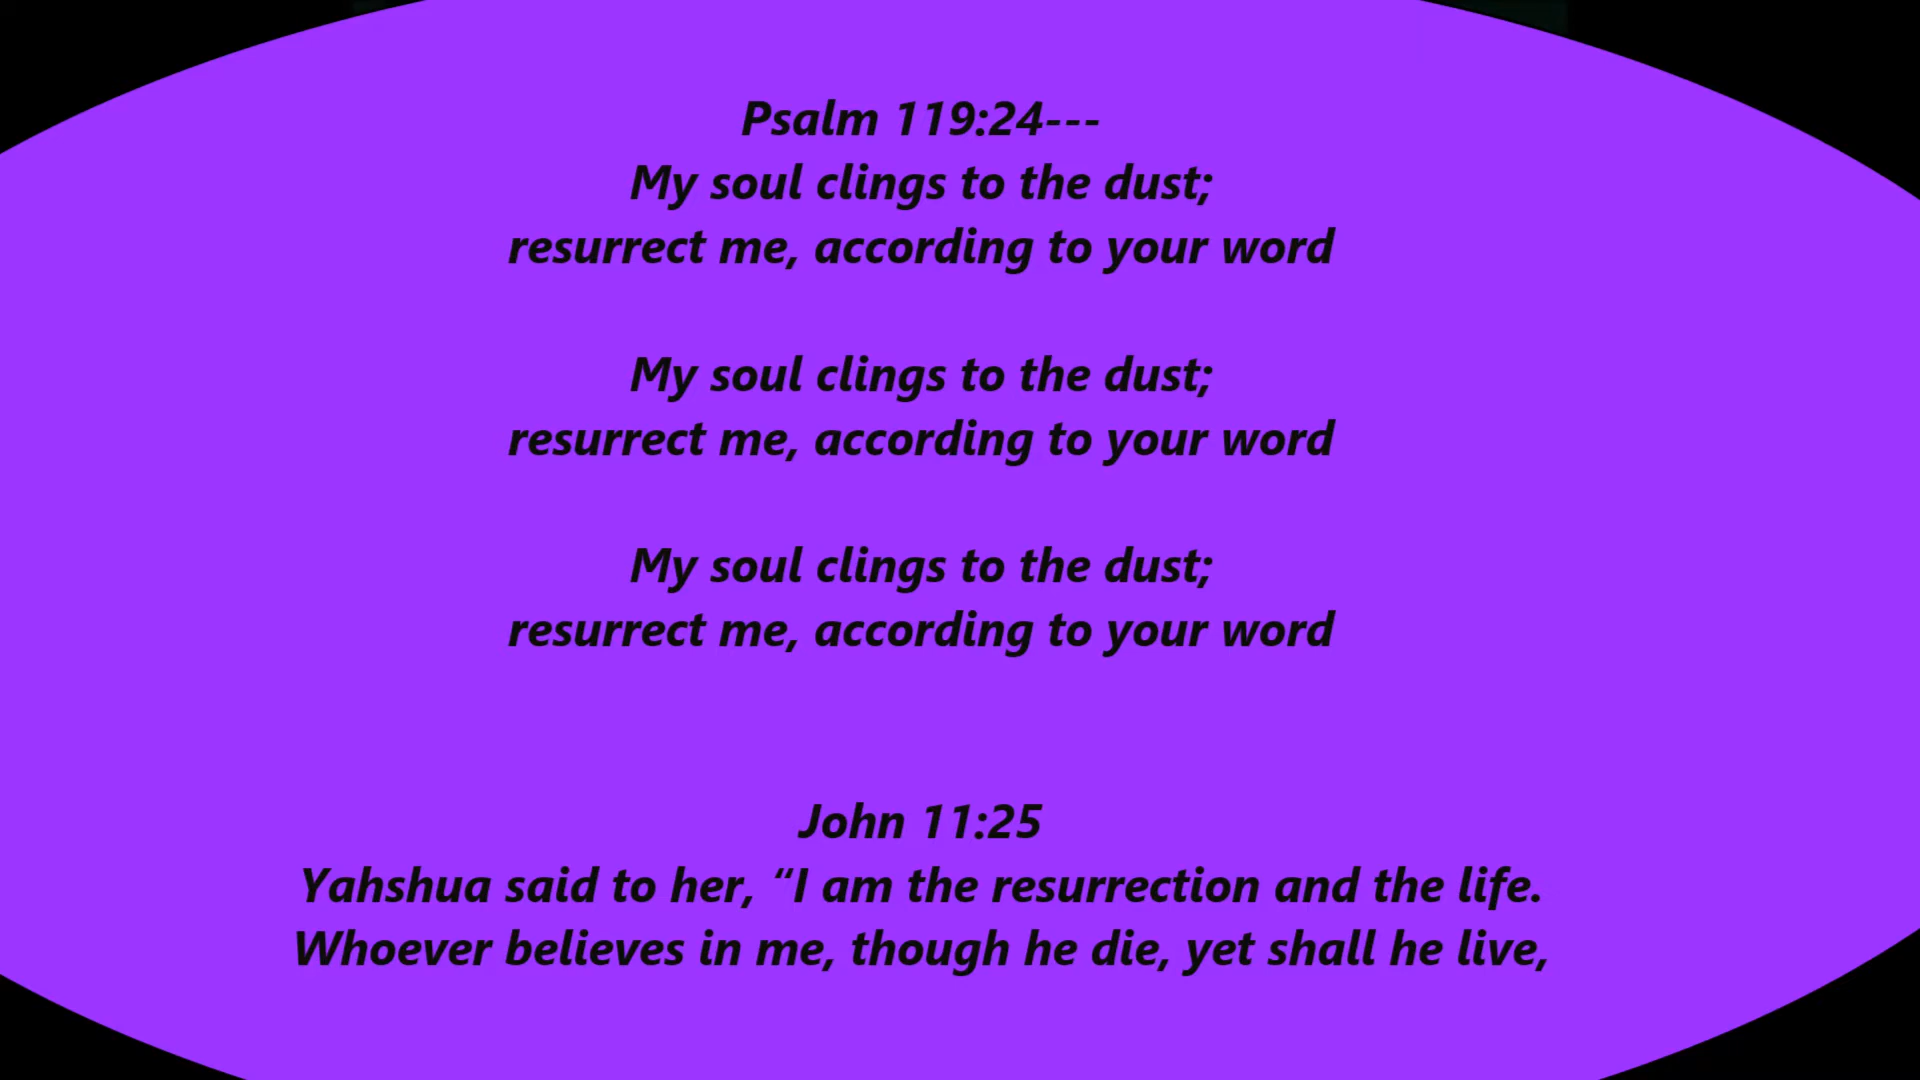 Psalm 119:24---
My soul clings to the dust;
resurrect me, according to your word
My soul clings to the dust;
resurrect me, according to your word
My soul clings to the dust;
resurrect me, according to your word
John 11:25
Yahshua said to her, “I am the resurrection and the life.
Whoever believes in me, though he die, yet shall he live,